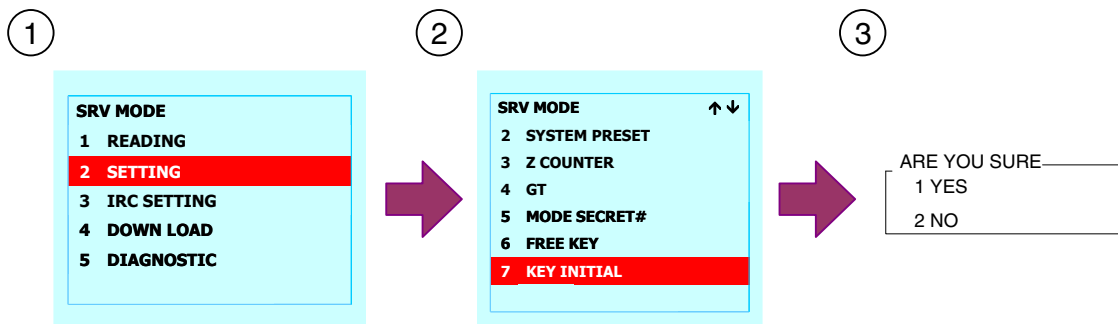 1
SRV MODE
1 READING
2 SETTING
3 IRC SETTING
4 DOWN LOAD
5 DIAGNOSTIC
2
SRV MODE ↑↓
2 SYSTEM PRESET
3 Z COUNTER
4 GT
5 MODE SECRET#
6 FREE KEY
7 KEY INITIAL
3
ARE YOU SURE
1 YES
2 NO